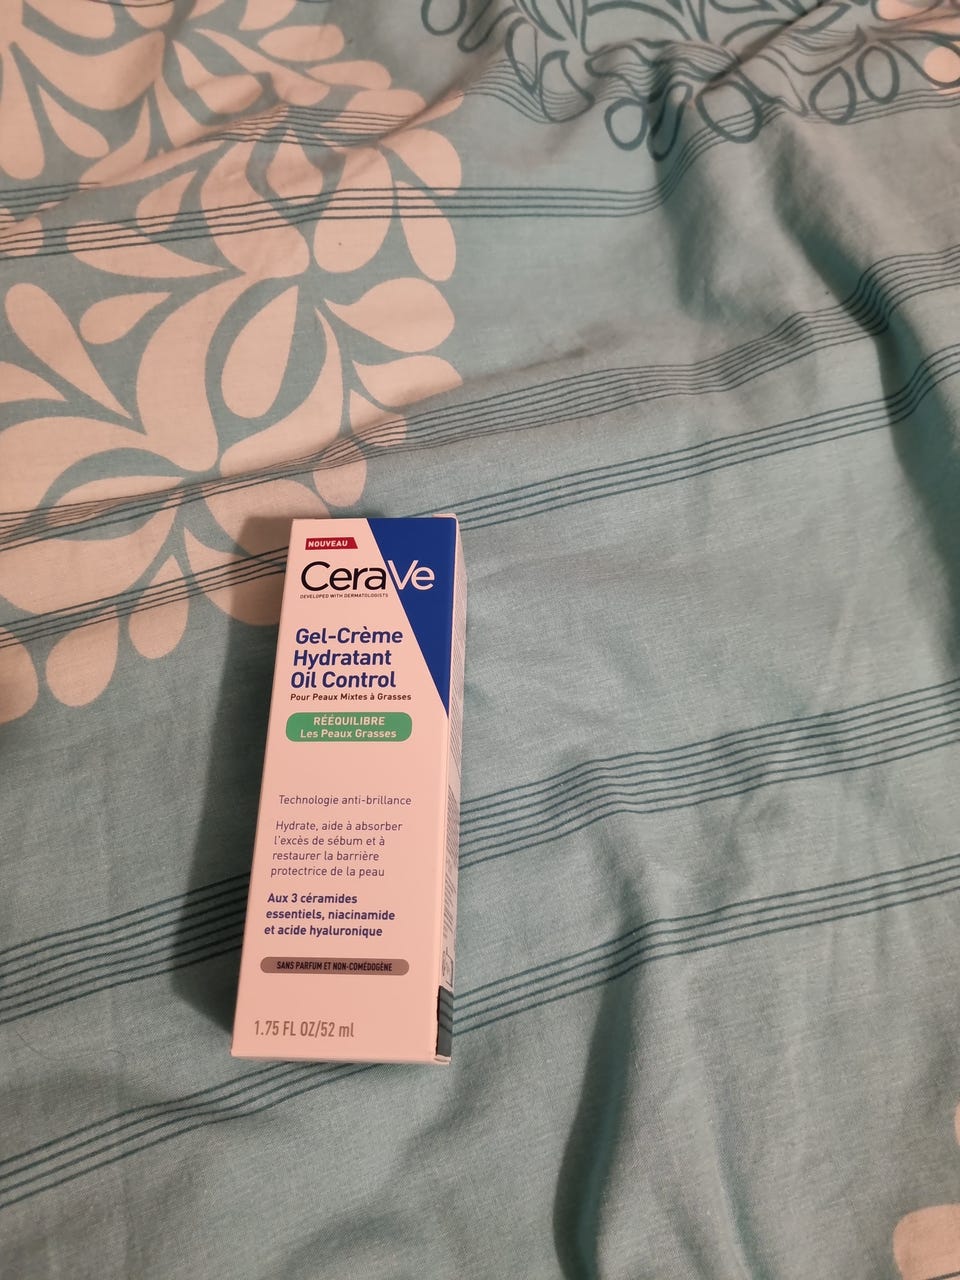 NOUVEAU
CeraVe
DEVELOPED WITH DERMATOLOGISTS
Gel-Crème
Hydratant
Oil Control
Pour Peaux Mixtes à Grasses
RÉÉQUILIBRE
Les Peaux Grasses
Technologie anti-brillance
Hydrate, aide à absorber
l'excès de sébum et à
restaurer la barrière
protectrice de la peau
Aux 3 céramides
essentiels, niacinamide
et acide hyaluronique
SANS PARFUM ET NON-COMÉDOGÈNE
1.75 FL OZ/52 ml